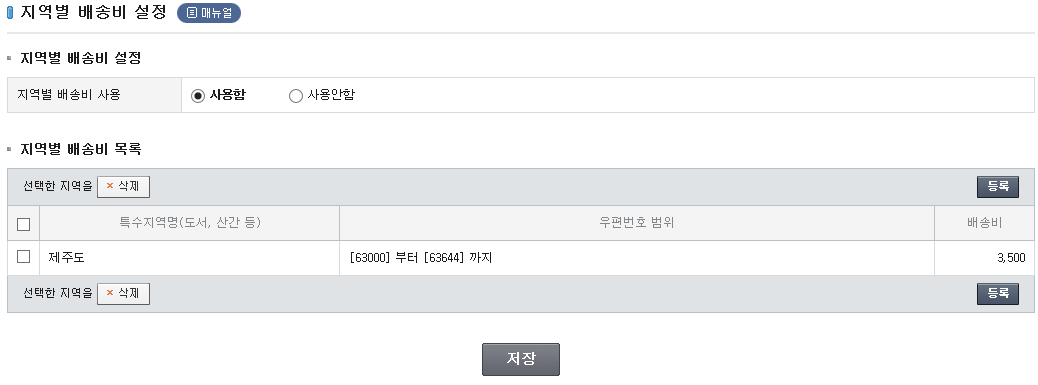 지역별 배송비 설정 매뉴얼
지역별 배송비 설정
지역별 배송비 사용 사용함 사용안함
지역별 배송비 목록
선택한 지역을 × 삭제 등록
특수지역명(도서, 산간 등) 우편번호 범위 배송비
제주도 [63000] 부터 [63644] 까지 3,500
선택한 지역을 × 삭제 등록
저장